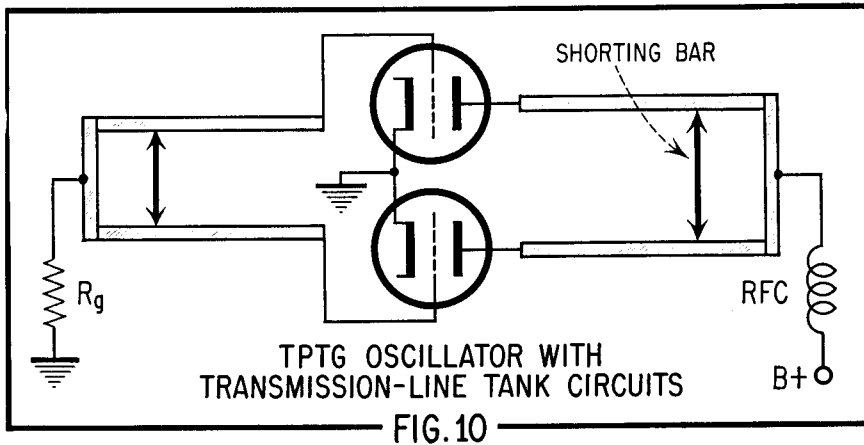 SHORTING BAR
Rg
RFC
B+
TPTG OSCILLATOR WITH
TRANSMISSION-LINE TANK CIRCUITS
FIG. 10